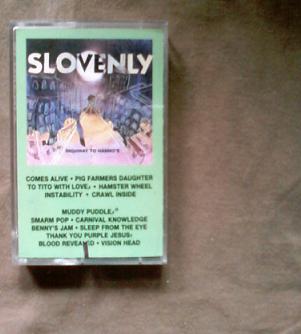 SLOVENLY
HIGHWAY TO HANNO'S
COMES ALIVE • PIG FARMERS DAUGHTER
TO TITO WITH LOVE • HAMSTER WHEEL
INSTABILITY • CRAWL INSIDE
MUDDY PUDDLE
SMARM POP • CARNIVAL KNOWLEDGE
BENNY'S JAM • SLEEP FROM THE EYE
THANK YOU PURPLE JESUS
BLOOD REVEALED • VISION HEAD